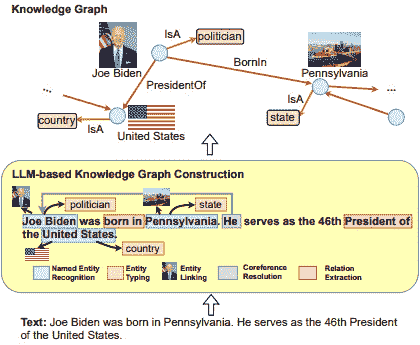 Knowledge Graph
IsA
politician
Joe Biden
BornIn
Pennsylvania
PresidentOf
...
...
IsA
country
IsA
state
United States
LLM-based Knowledge Graph Construction
politician
state
Joe Biden was born in Pennsylvania. He serves as the 46th President of
the United States.
country
Named Entity Recognition
Entity Typing
Entity Linking
Coreference Resolution
Relation Extraction
Text: Joe Biden was born in Pennsylvania. He serves as the 46th President
of the United States.